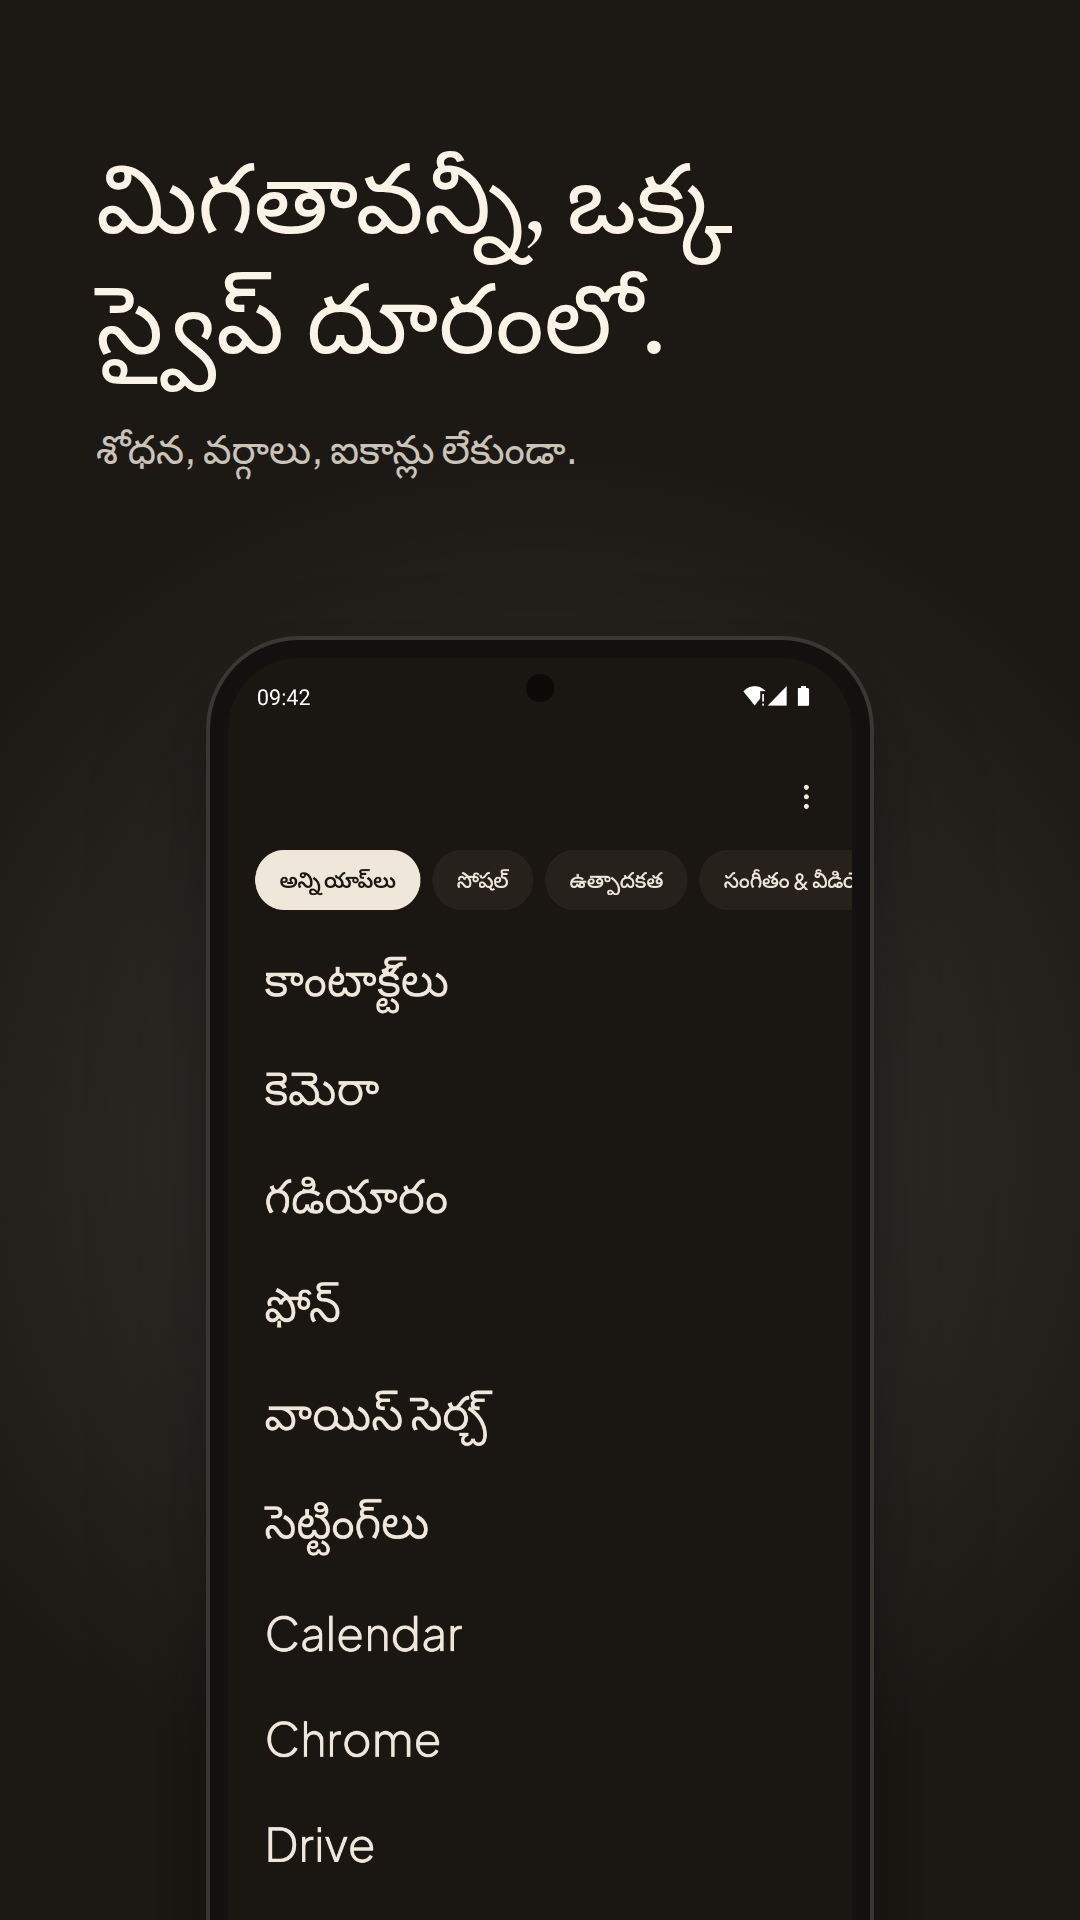 మిగతావన్నీ, ఒక్క
స్వైప్ దూరంలో.
శోధన, వర్గాలు, ఐకాన్లు లేకుండా.
09:42
అన్ని యాప్‌లు సోషల్ ఉత్పాదకత సంగీతం & వీడి
కాంటాక్ట్‌లు
కెమెరా
గడియారం
ఫోన్
వాయిస్ సెర్చ్
సెట్టింగ్‌లు
Calendar
Chrome
Drive